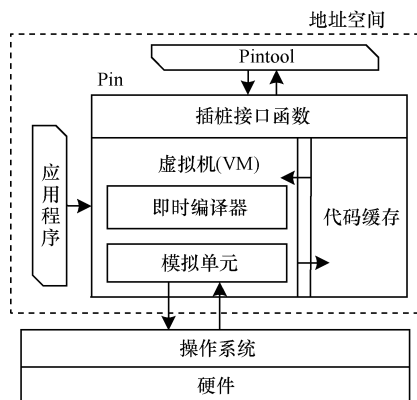 地址空间
Pintool
Pin
插桩接口函数
应用程序
虚拟机(VM)
即时编译器
代码缓存
模拟单元
操作系统
硬件